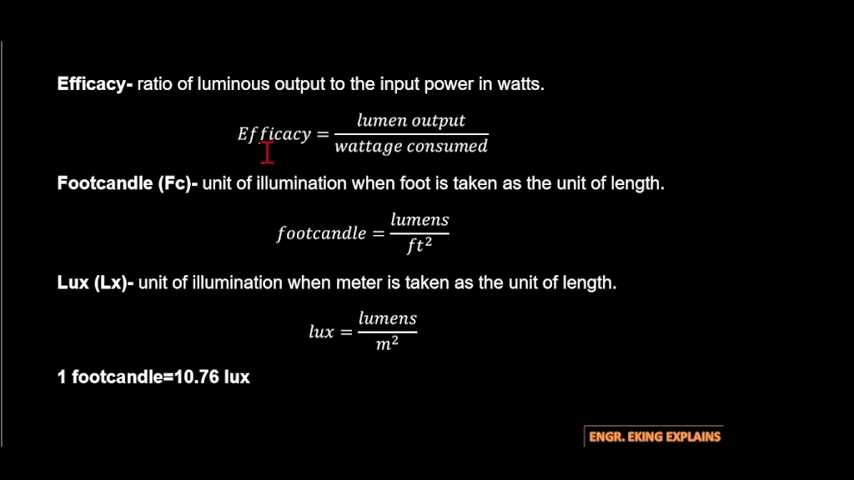 Efficacy- ratio of luminous output to the input power in watts.
Efficacy = lumen output / wattage consumed
Footcandle (Fc)- unit of illumination when foot is taken as the unit of length.
footcandle = lumens / ft²
Lux (Lx)- unit of illumination when meter is taken as the unit of length.
lux = lumens / m²
1 footcandle=10.76 lux
ENGR. EKING EXPLAINS